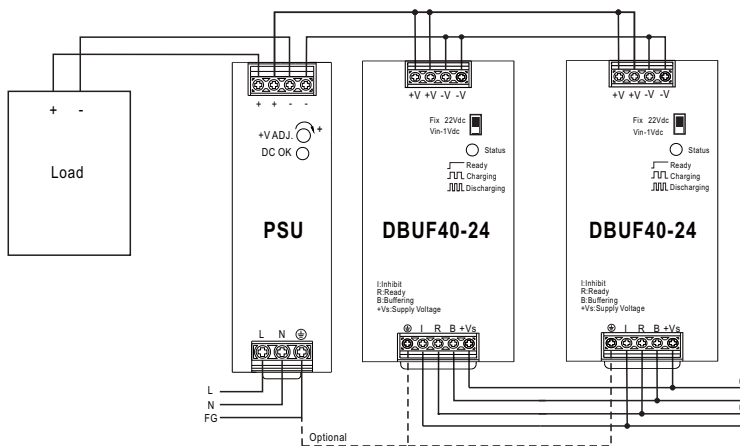 +V +V -V -V
+V +V -V -V
+ + - -
+ -
Load
+V ADJ. +
DC OK
PSU
L N
L
N
FG
Optional
Fix 22Vdc
Vin-1Vdc
Status
Ready
Charging
Discharging
DBUF40-24
I:Inhibit
R:Ready
B:Buffering
+Vs:Supply Voltage
I R B +Vs
Fix 22Vdc
Vin-1Vdc
Status
Ready
Charging
Discharging
DBUF40-24
I:Inhibit
R:Ready
B:Buffering
+Vs:Supply Voltage
I R B +Vs